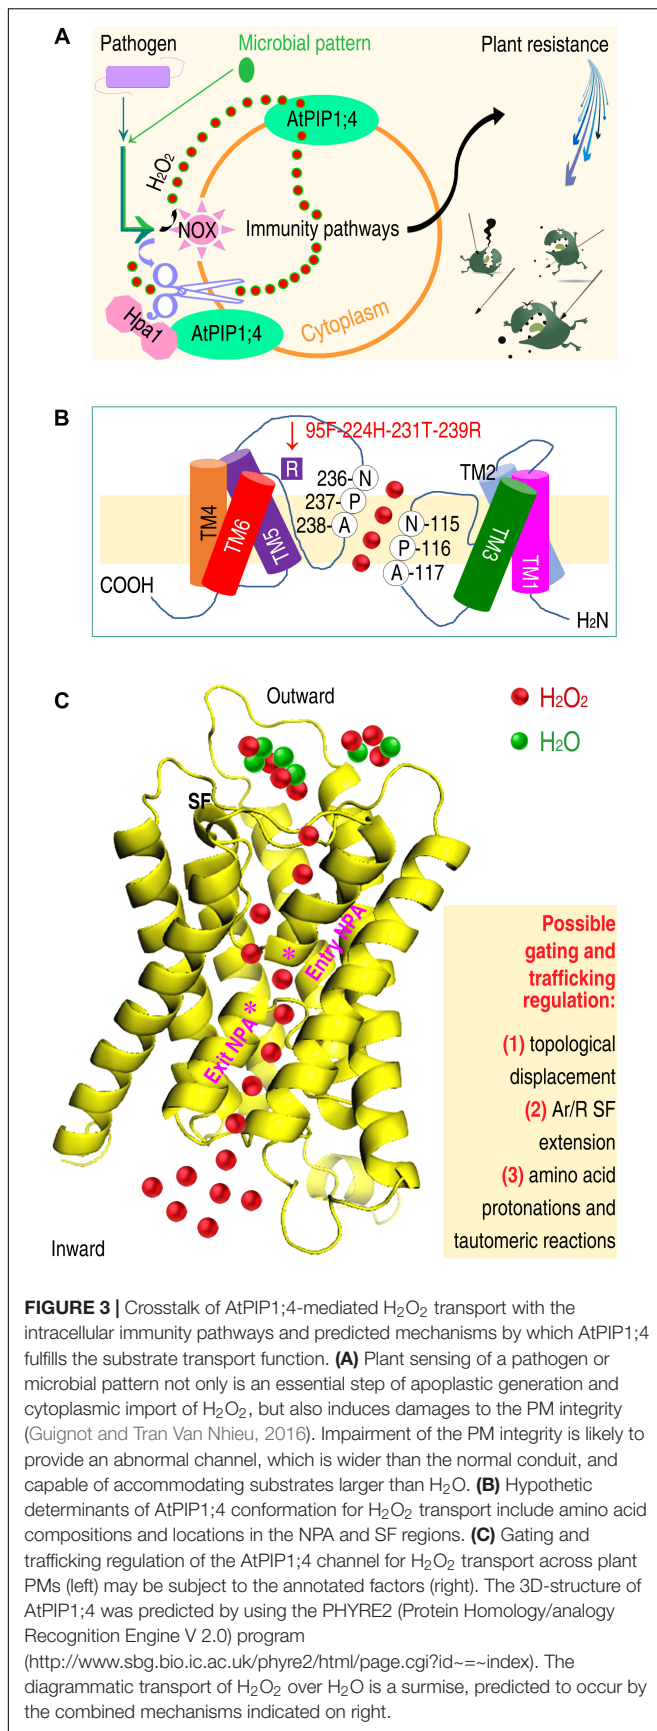 A
Pathogen
Microbial pattern
Plant resistance
AtPIP1;4
H₂O₂
NOX
Immunity pathways
Hpa1
AtPIP1;4
Cytoplasm
B
95F-224H-231T-239R
R
236-N
237-P
238-A
N-115
P-116
A-117
TM4
TM6
TM5
TM2
TM3
TM1
COOH
H₂N
C
Outward
H₂O₂
H₂O
SF
Entry NPA
*
*
Exit NPA
Inward
Possible
gating and
trafficking
regulation:
(1) topological
displacement
(2) Ar/R SF
extension
(3) amino acid
protonations and
tautomeric reactions
FIGURE 3 | Crosstalk of AtPIP1;4-mediated H₂O₂ transport with the
intracellular immunity pathways and predicted mechanisms by which AtPIP1;4
fulfills the substrate transport function. (A) Plant sensing of a pathogen or
microbial pattern not only is an essential step of apoplastic generation and
cytoplasmic import of H₂O₂, but also induces damages to the PM integrity
(Guignot and Tran Van Nhieu, 2016). Impairment of the PM integrity is likely to
provide an abnormal channel, which is wider than the normal conduit, and
capable of accommodating substrates larger than H₂O. (B) Hypothetic
determinants of AtPIP1;4 conformation for H₂O₂ transport include amino acid
compositions and locations in the NPA and SF regions. (C) Gating and
trafficking regulation of the AtPIP1;4 channel for H₂O₂ transport across plant
PMs (left) may be subject to the annotated factors (right). The 3D-structure of
AtPIP1;4 was predicted by using the PHYRE2 (Protein Homology/analogy
Recognition Engine V 2.0) program
(http://www.sbg.bio.ic.ac.uk/phyre2/html/page.cgi?id~=~index). The
diagrammatic transport of H₂O₂ over H₂O is a surmise, predicted to occur by
the combined mechanisms indicated on right.